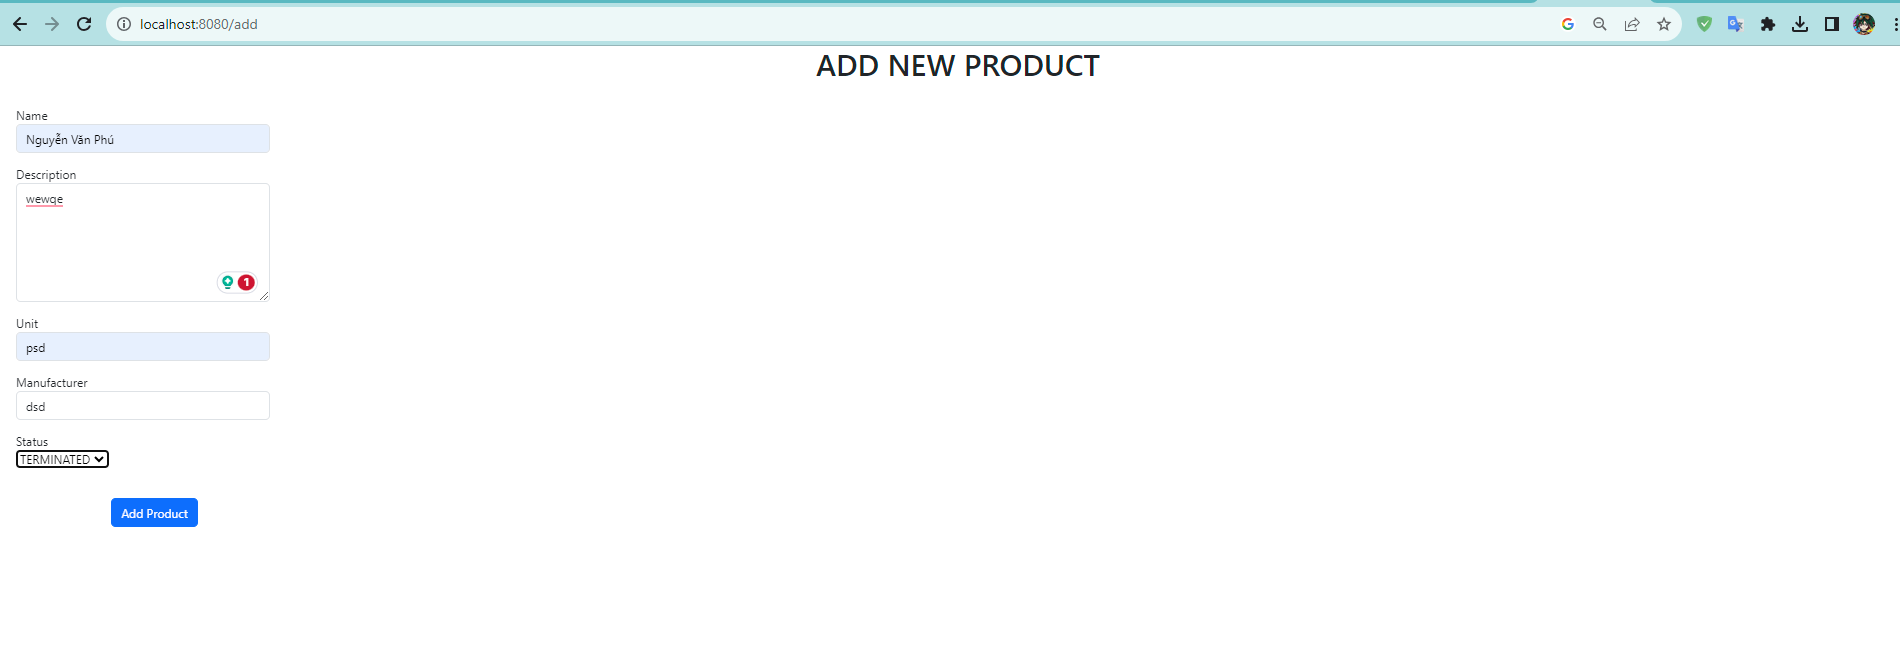 localhost:8080/add
ADD NEW PRODUCT
Name
Nguyễn Văn Phú
Description
wewqe
1
Unit
psd
Manufacturer
dsd
Status
TERMINATED
Add Product